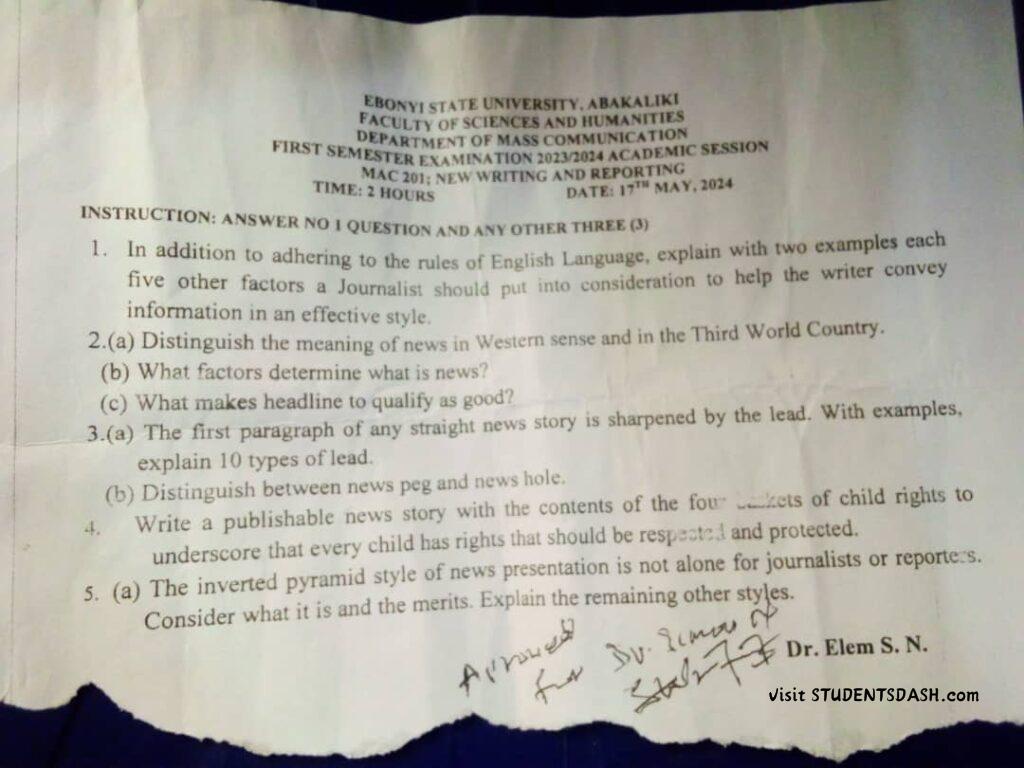 EBONYI STATE UNIVERSITY, ABAKALIKI
FACULTY OF SCIENCES AND HUMANITIES
DEPARTMENT OF MASS COMMUNICATION
FIRST SEMESTER EXAMINATION 2023/2024 ACADEMIC SESSION
MAC 201; NEW WRITING AND REPORTING
TIME: 2 HOURS DATE: 17TH MAY, 2024
INSTRUCTION: ANSWER NO 1 QUESTION AND ANY OTHER THREE (3)
1. In addition to adhering to the rules of English Language, explain with two examples each
five other factors a Journalist should put into consideration to help the writer convey
information in an effective style.
2.(a) Distinguish the meaning of news in Western sense and in the Third World Country.
(b) What factors determine what is news?
(c) What makes headline to qualify as good?
3.(a) The first paragraph of any straight news story is sharpened by the lead. With examples,
explain 10 types of lead.
(b) Distinguish between news peg and news hole.
4. Write a publishable news story with the contents of the four of child rights to
underscore that every child has rights that should be respected and protected.
5. (a) The inverted pyramid style of news presentation is not alone for journalists or reporters.
Consider what it is and the merits. Explain the remaining other styles.
Dr. Elem S. N.
Approved
for Dr.
visit STUDENTSDASH.com